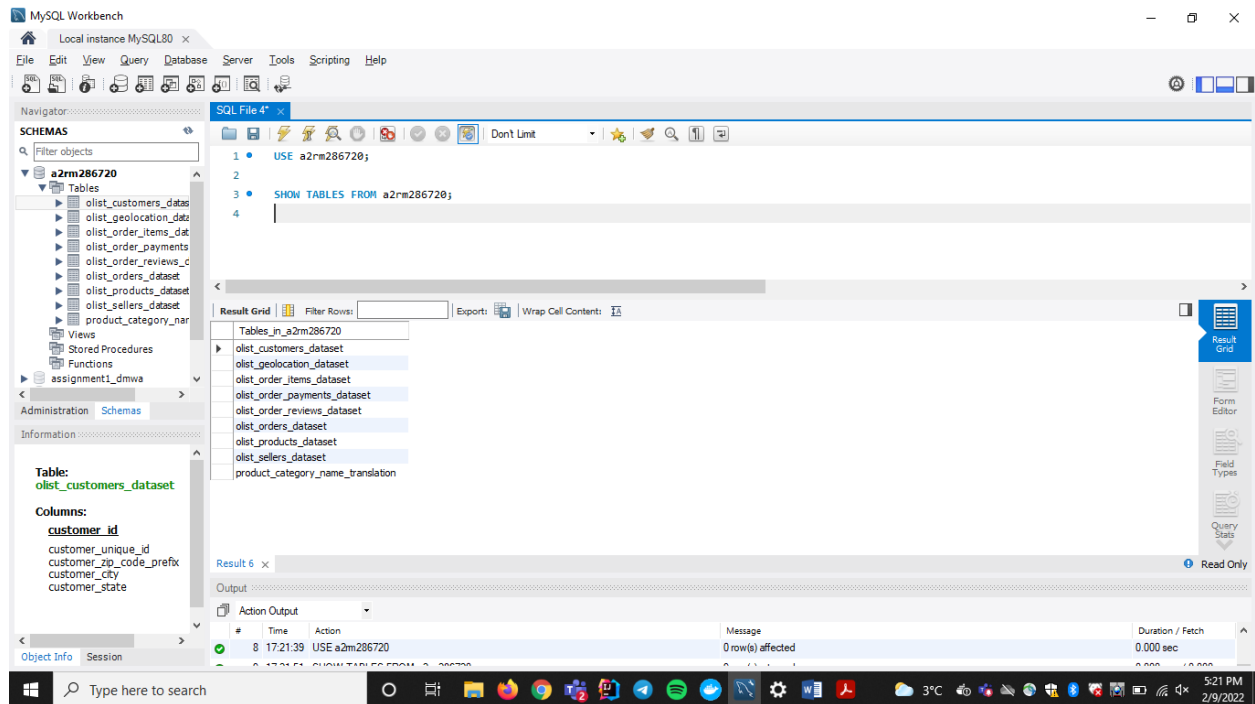 MySQL Workbench
Local instance MySQL80
File Edit View Query Database Server Tools Scripting Help
Navigator
SCHEMAS
Filter objects
a2rm286720
Tables
olist_customers_datas
olist_geolocation_data
olist_order_items_dat
olist_order_payments
olist_order_reviews_d
olist_orders_dataset
olist_products_dataset
olist_sellers_dataset
product_category_nar
Views
Stored Procedures
Functions
assignment1_dmwa
Administration Schemas
Information
Table:
olist_customers_dataset
Columns:
customer_id
customer_unique_id
customer_zip_code_prefix
customer_city
customer_state
Object Info Session
SQL File 4*
Don't Limit
1 USE a2rm286720;
2
3 SHOW TABLES FROM a2rm286720;
4
Result Grid Filter Rows: Export: Wrap Cell Content:
Tables_in_a2rm286720
olist_customers_dataset
olist_geolocation_dataset
olist_order_items_dataset
olist_order_payments_dataset
olist_order_reviews_dataset
olist_orders_dataset
olist_products_dataset
olist_sellers_dataset
product_category_name_translation
Result Grid
Form Editor
Field Types
Query Stats
Result 6
Read Only
Output
Action Output
# Time Action Message Duration / Fetch
8 17:21:39 USE a2rm286720 0 row(s) affected 0.000 sec
Type here to search
3°C
5:21 PM
2/9/2022